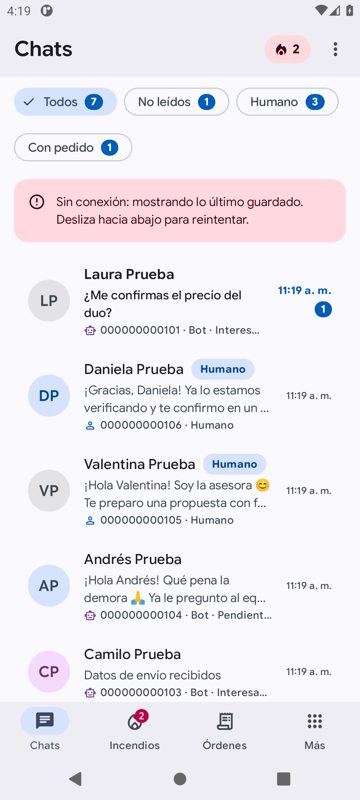 4:19
Chats
2
Todos 7
No leídos 1
Humano 3
Con pedido 1
Sin conexión: mostrando lo último guardado.
Desliza hacia abajo para reintentar.
LP
Laura Prueba
¿Me confirmas el precio del
duo?
000000000101 · Bot · Interes...
11:19 a. m.
1
DP
Daniela Prueba Humano
¡Gracias, Daniela! Ya lo estamos
verificando y te confirmo en un ...
000000000106 · Humano
11:19 a. m.
VP
Valentina Prueba Humano
¡Hola Valentina! Soy la asesora 😊
Te preparo una propuesta con f...
000000000105 · Humano
11:19 a. m.
AP
Andrés Prueba
¡Hola Andrés! Qué pena la
demora 🙏 Ya le pregunto al eq...
000000000104 · Bot · Pendient...
11:19 a. m.
CP
Camilo Prueba
Datos de envío recibidos
000000000103 · Bot · Interesa...
11:19 a. m.
Chats
2
Incendios
Órdenes
Más